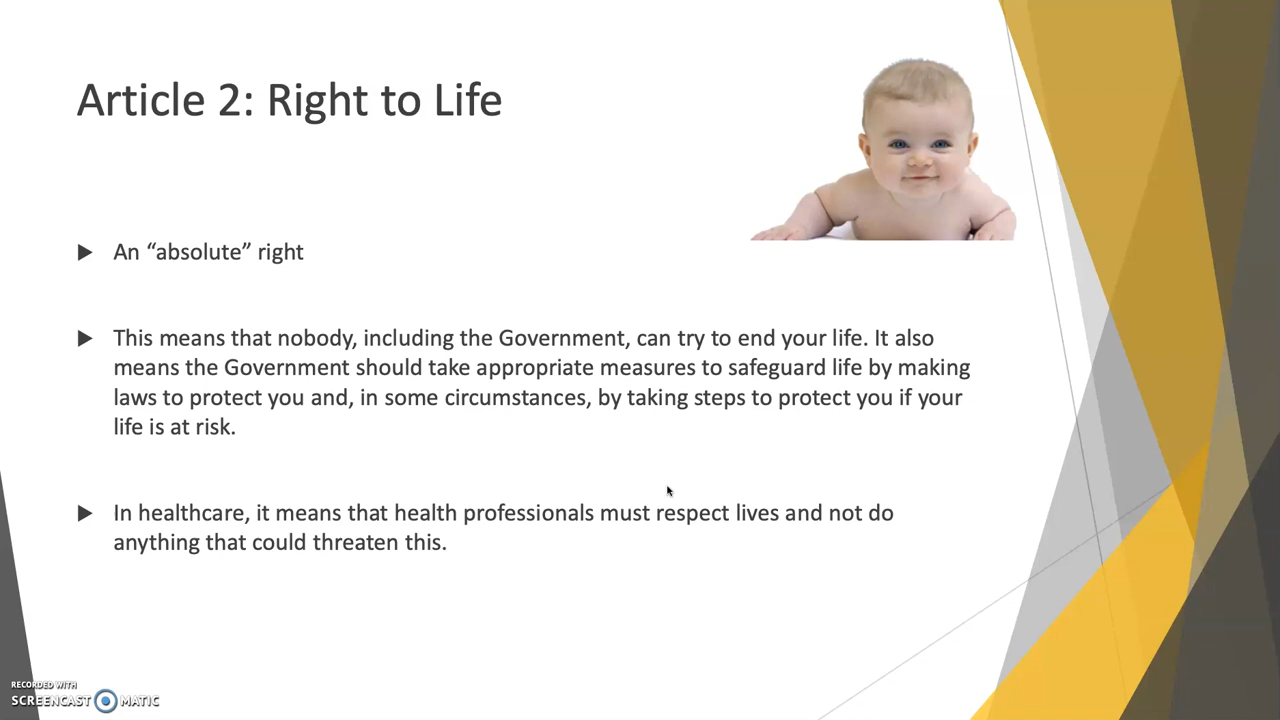 Article 2: Right to Life
An “absolute” right
This means that nobody, including the Government, can try to end your life. It also
means the Government should take appropriate measures to safeguard life by making
laws to protect you and, in some circumstances, by taking steps to protect you if your
life is at risk.
In healthcare, it means that health professionals must respect lives and not do
anything that could threaten this.
RECORDED WITH
SCREENCAST MATIC